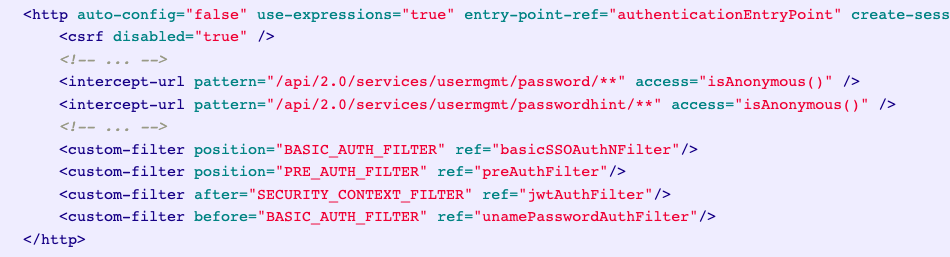 <http auto-config="false" use-expressions="true" entry-point-ref="authenticationEntryPoint" create-sess
<csrf disabled="true" />
<!-- ... -->
<intercept-url pattern="/api/2.0/services/usermgmt/password/**" access="isAnonymous()" />
<intercept-url pattern="/api/2.0/services/usermgmt/passwordhint/**" access="isAnonymous()" />
<!-- ... -->
<custom-filter position="BASIC_AUTH_FILTER" ref="basicSSOAuthNFilter"/>
<custom-filter position="PRE_AUTH_FILTER" ref="preAuthFilter"/>
<custom-filter after="SECURITY_CONTEXT_FILTER" ref="jwtAuthFilter"/>
<custom-filter before="BASIC_AUTH_FILTER" ref="unamePasswordAuthFilter"/>
</http>